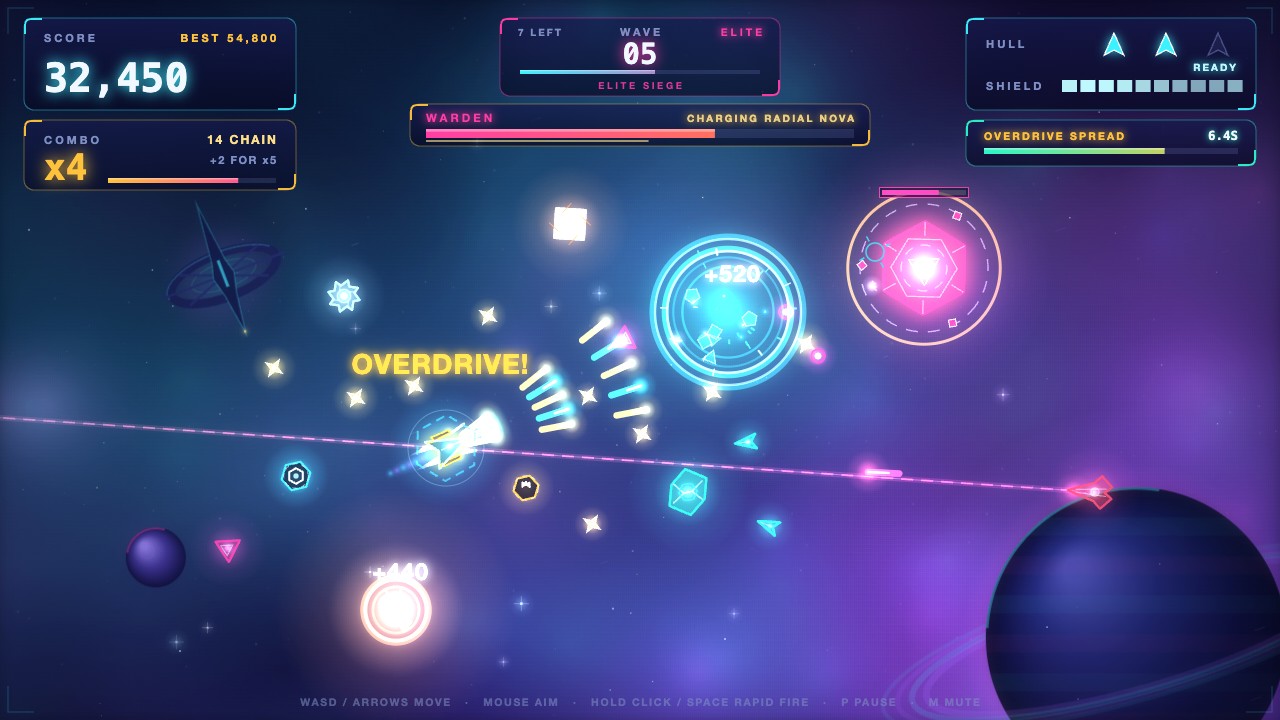 SCORE BEST 54,800
32,450
COMBO 14 CHAIN
x4 +2 FOR x5
7 LEFT WAVE ELITE
05
ELITE SIEGE
WARDEN CHARGING RADIAL NOVA
HULL
READY
SHIELD
OVERDRIVE SPREAD 6.4S
+520
OVERDRIVE!
+440
WASD / ARROWS MOVE · MOUSE AIM · HOLD CLICK / SPACE RAPID FIRE · P PAUSE · M MUTE